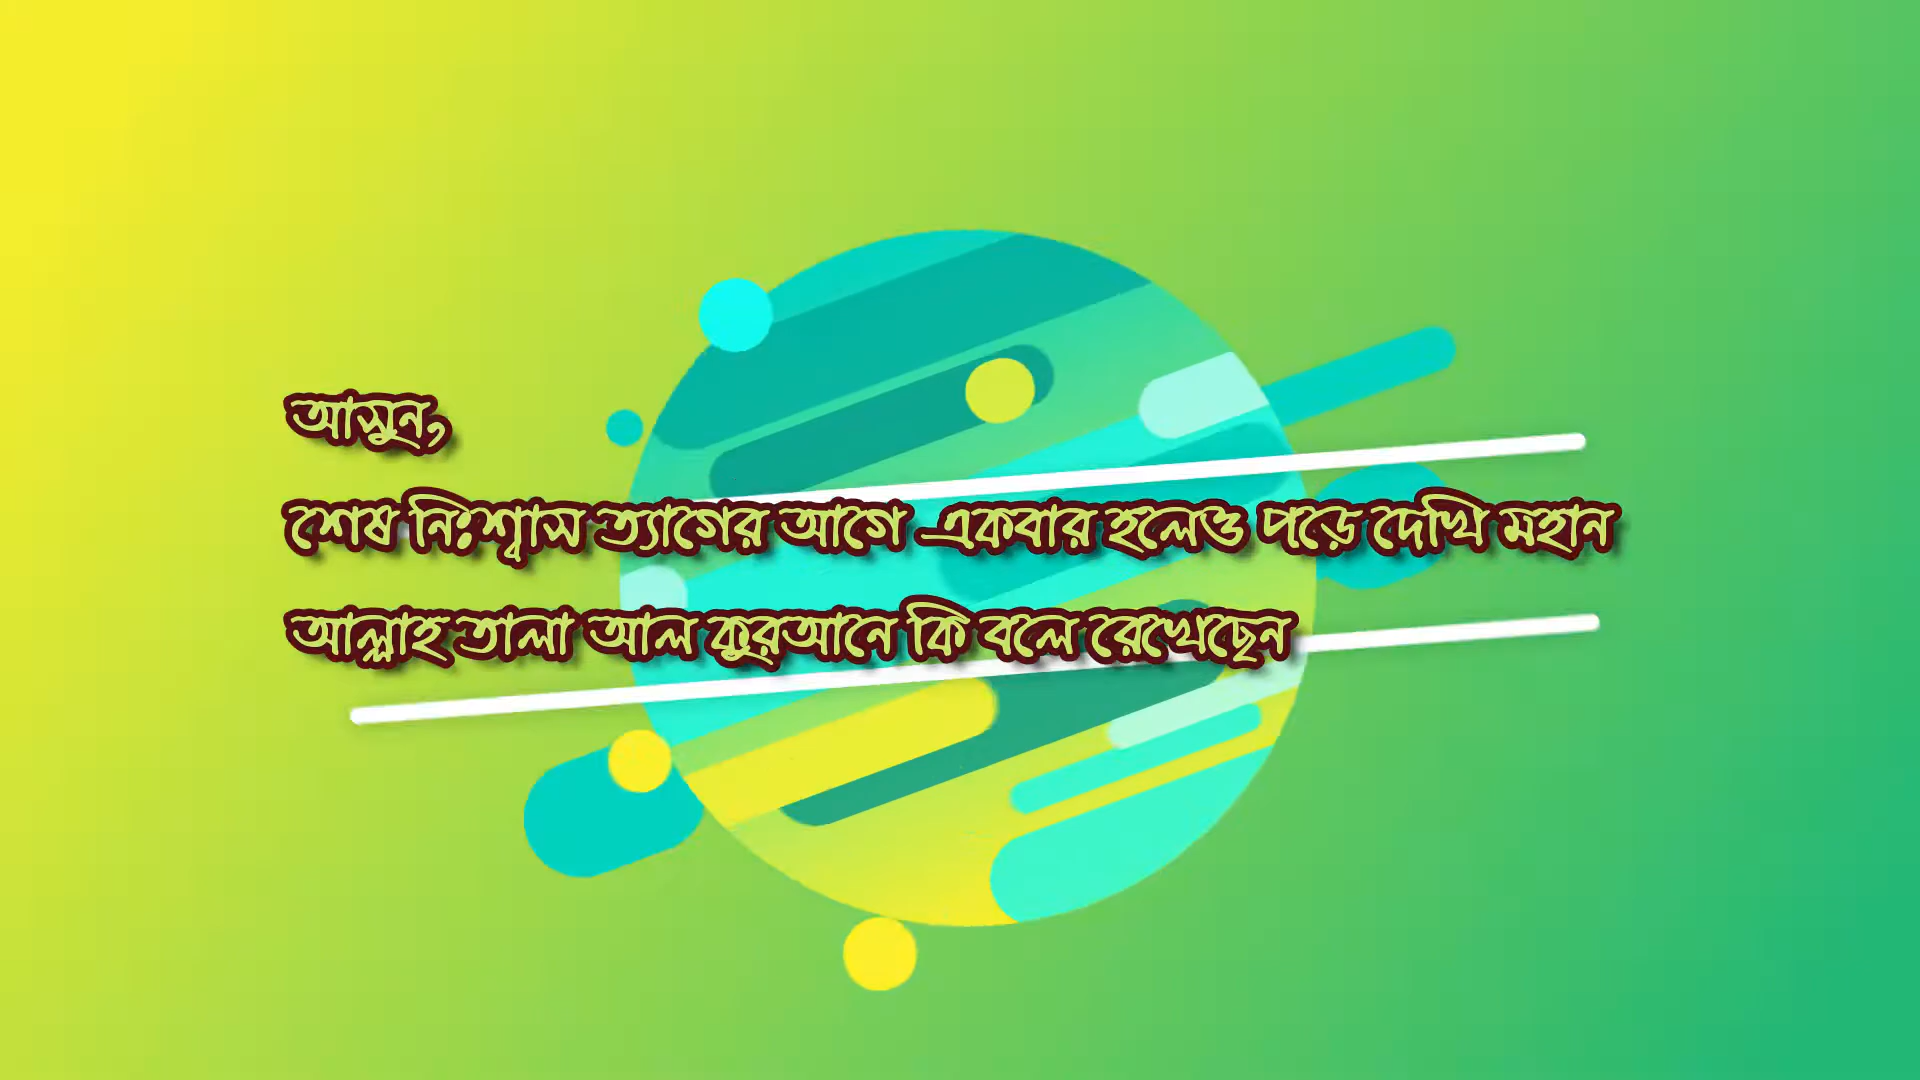 আসুন,
শেষ নিঃশ্বাস ত্যাগের আগে একবার হলেও পড়ে দেখি মহান
আল্লাহ তালা আল কুরআনে কি বলে রেখেছেন